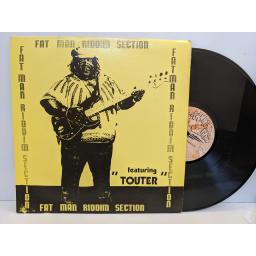 FAT MAN RIDDIM SECTION
FAT MAN RIDDIM SECTION
FAT MAN RIDDIM SECTION
featuring
"TOUTER"
FAT MAN RIDDIM SECTION